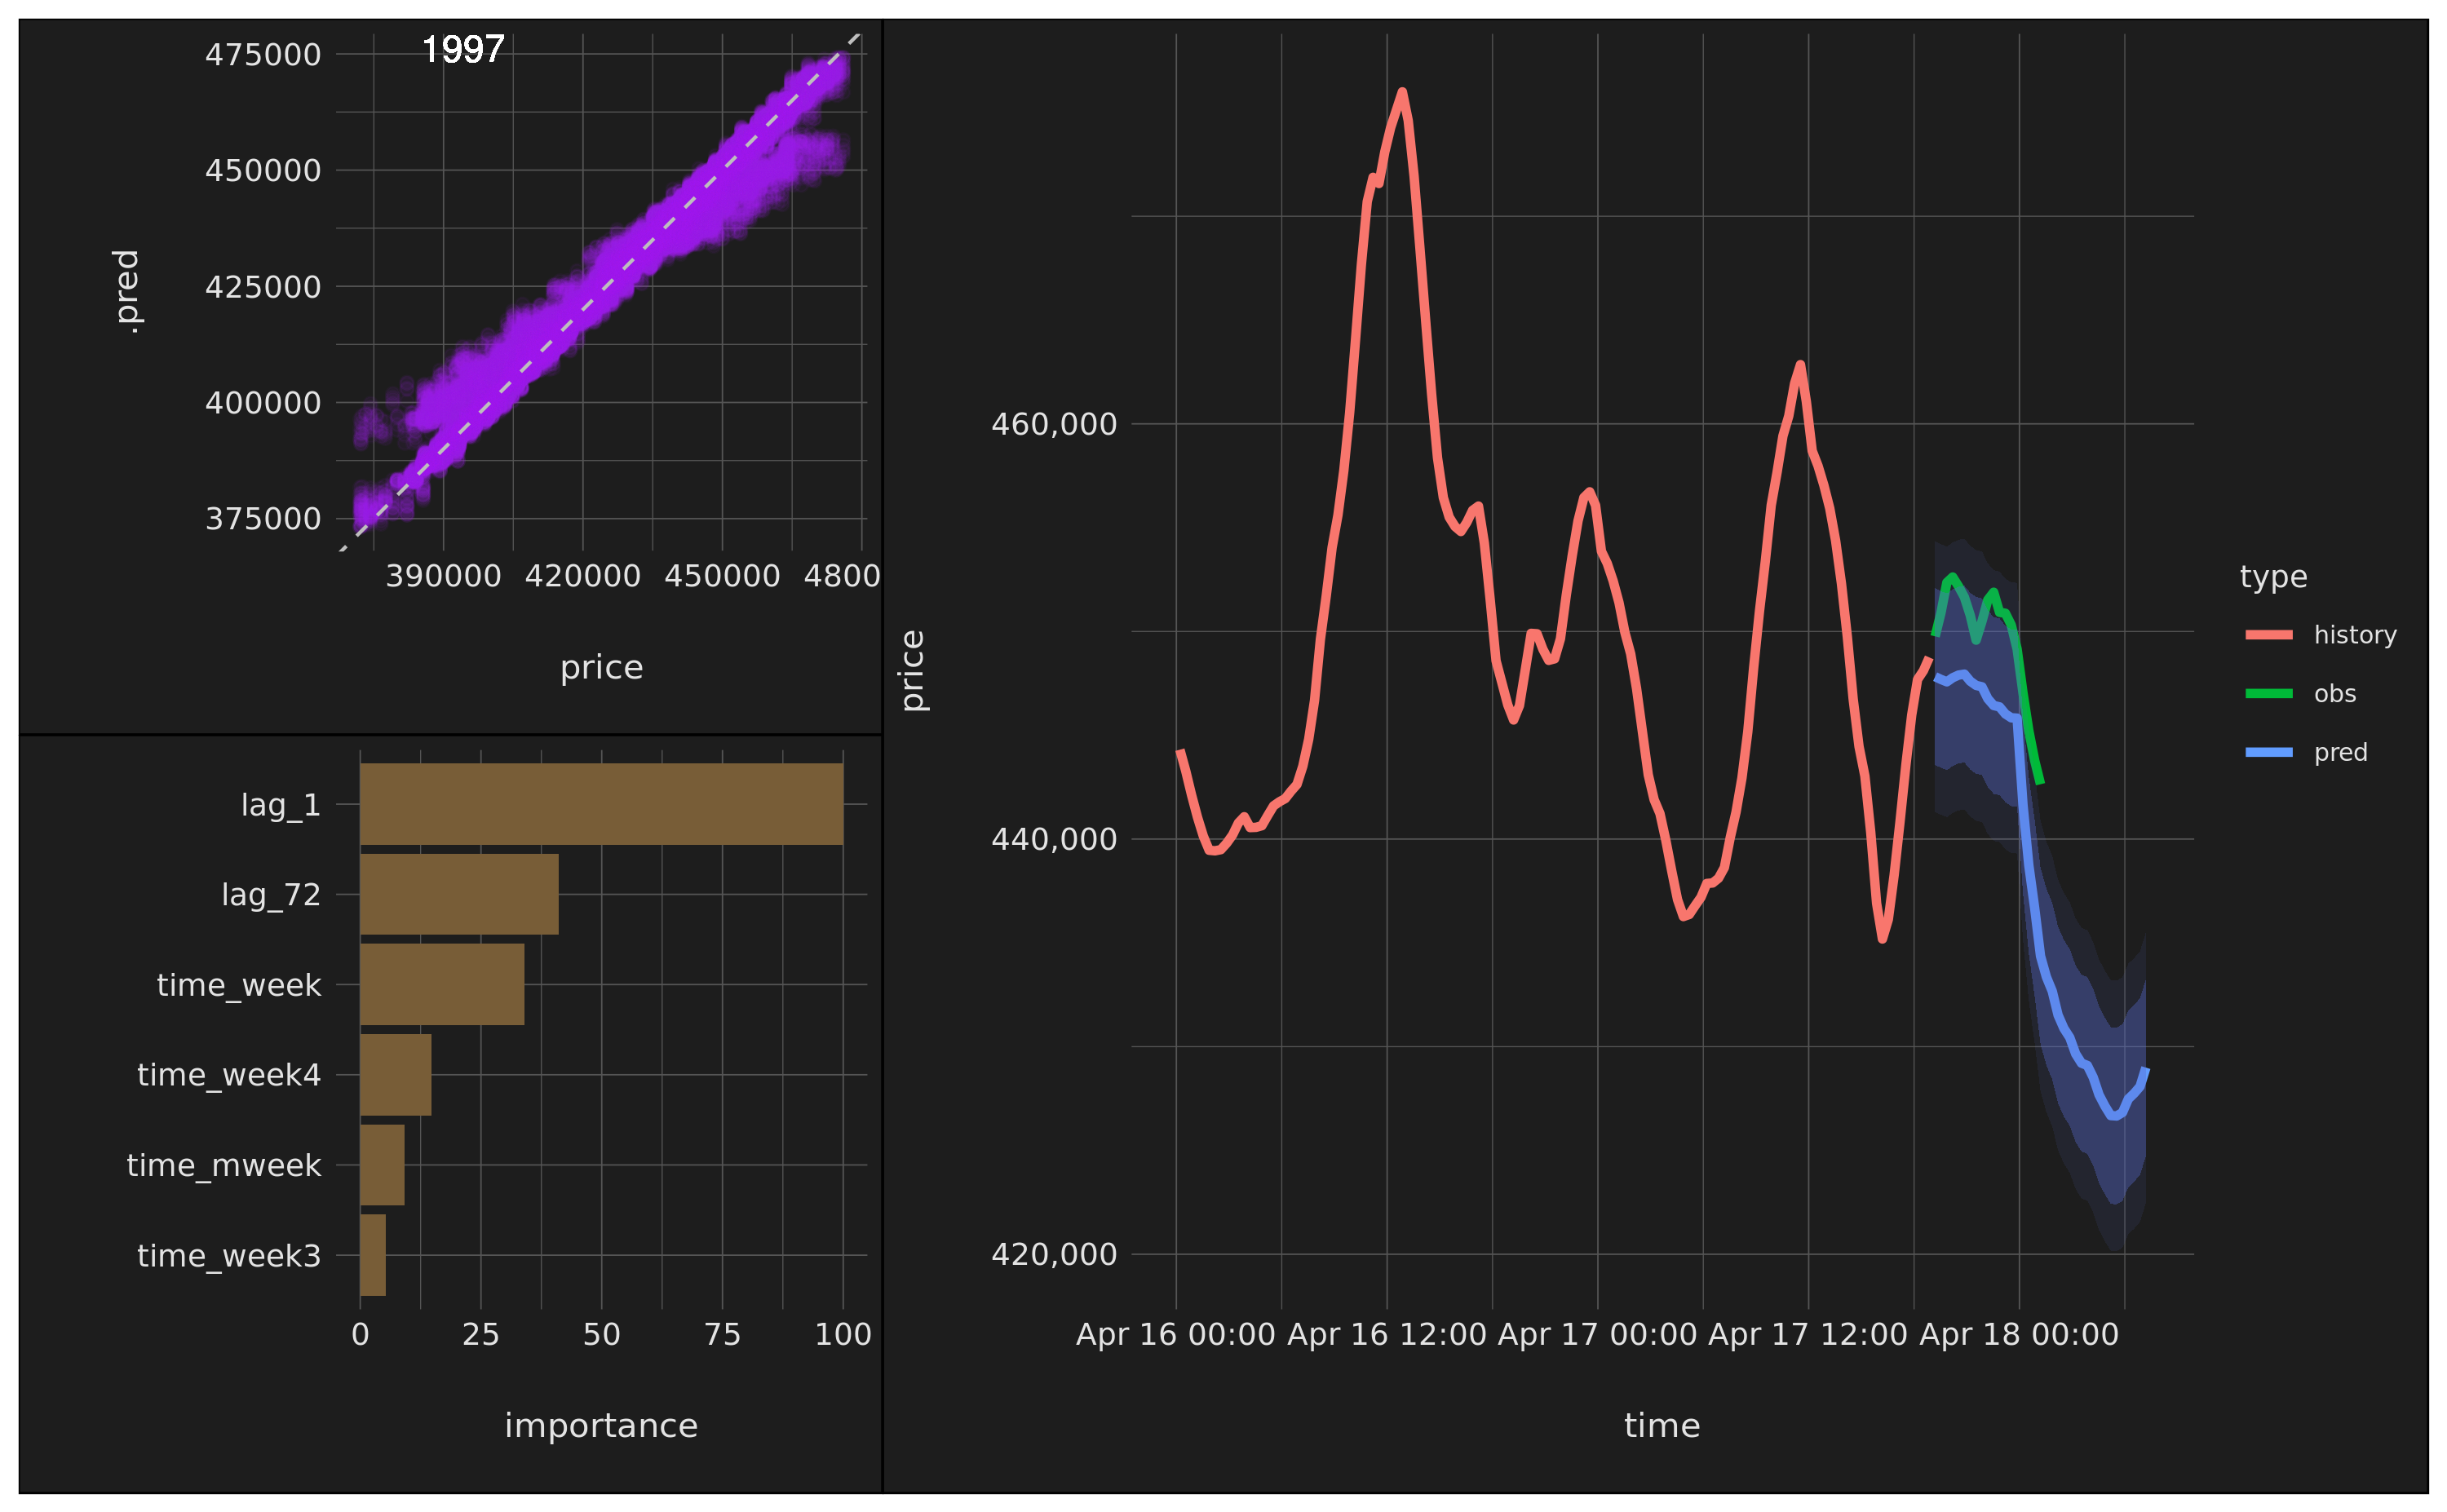 1997
475000
450000
425000
400000
375000
.pred
390000 420000 450000 4800
price
lag_1
lag_72
time_week
time_week4
time_mweek
time_week3
0 25 50 75 100
importance
price
460,000
440,000
420,000
Apr 16 00:00 Apr 16 12:00 Apr 17 00:00 Apr 17 12:00 Apr 18 00:00
time
type
history
obs
pred